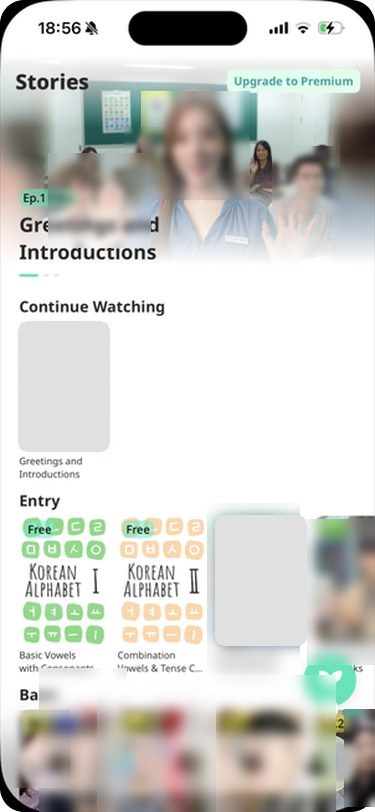 18:56
Stories
Upgrade to Premium
Ep.1
Greetings and
Introductions
Continue Watching
Greetings and
Introductions
Entry
Free
ㄷ ㄹ
ㅁ ㅂ ㅅ ㅇ
KOREAN
ALPHABET I
Free
ㄷ ㄹ
ㅁ ㅂ ㅅ ㅇ
KOREAN
ALPHABET II
Basic Vowels
with Consonants
Combination
Vowels & Tense C...